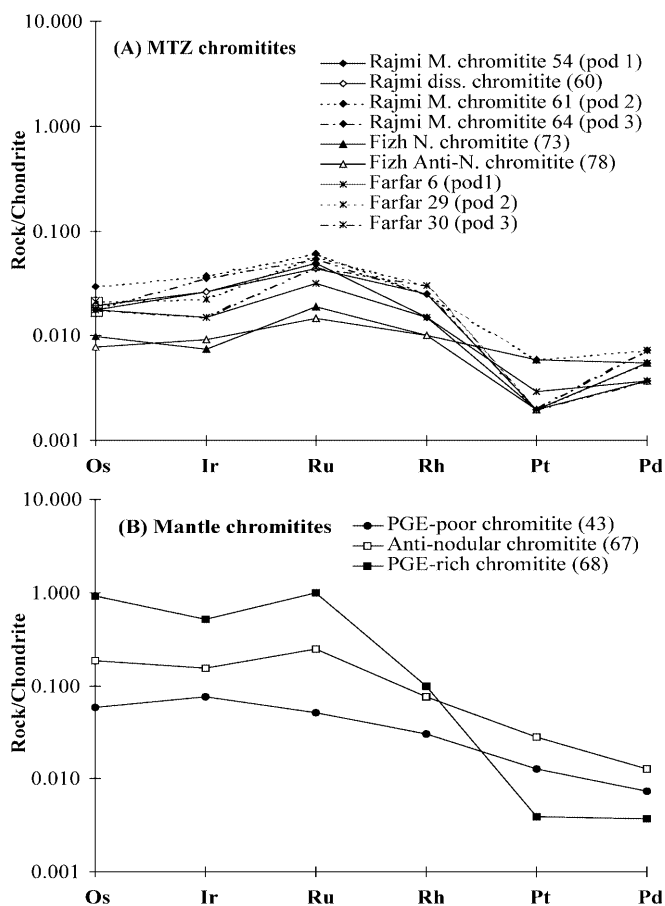 10.000
(A) MTZ chromitites
Rajmi M. chromitite 54 (pod 1)
Rajmi diss. chromitite (60)
Rajmi M. chromitite 61 (pod 2)
Rajmi M. chromitite 64 (pod 3)
Fizh N. chromitite (73)
Fizh Anti-N. chromitite (78)
Farfar 6 (pod1)
Farfar 29 (pod 2)
Farfar 30 (pod 3)
1.000
0.100
0.010
0.001
Rock/Chondrite
Os Ir Ru Rh Pt Pd
10.000
(B) Mantle chromitites
PGE-poor chromitite (43)
Anti-nodular chromitite (67)
PGE-rich chromitite (68)
1.000
0.100
0.010
0.001
Rock/Chondrite
Os Ir Ru Rh Pt Pd